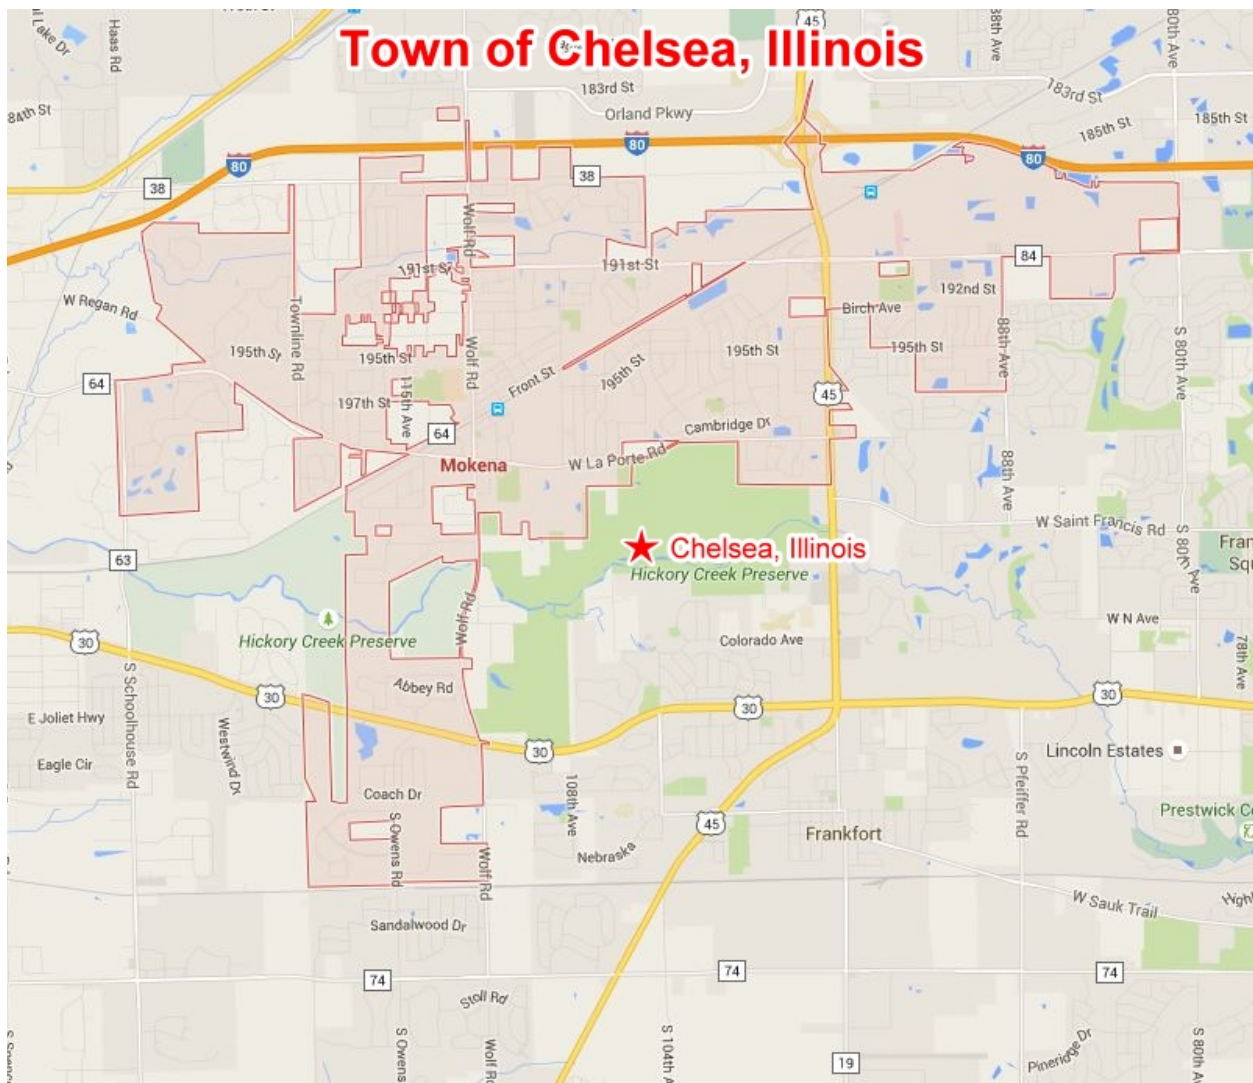 Town of Chelsea, Illinois
45
80th Ave
Haas Rd
183rd St
183rd St
84th St
Orland Pkwy
185th St
185th St
80
80
80
38
38
Wolf Rd
191st St
191st St
84
W Regan Rd
Townline Rd
192nd St
Birch Ave
88th Ave
S 80th Ave
195th St
195th St
195th St
195th St
195th St
Wolf Rd
Front St
64
115th Ave
197th St
45
64
Cambridge Dr
Mokena
W La Porte Rd
88th Ave
W Saint Francis Rd
S 80th Ave
Chelsea, Illinois
Hickory Creek Preserve
63
Wolf Rd
W N Ave
Hickory Creek Preserve
Colorado Ave
78th Ave
30
30
30
30
30
Abbey Rd
S Schoolhouse Rd
E Joliet Hwy
Westwind Dr
Eagle Cir
Lincoln Estates
S Pfeiffer Rd
Coach Dr
108th Ave
S Owens Rd
45
Frankfort
Nebraska
Wolf Rd
W Sauk Trail
Sandalwood Dr
74
74
74
Stoll Rd
S Owens
Wolf Rd
S 104th A
19
Pineridge Dr
S 80th A